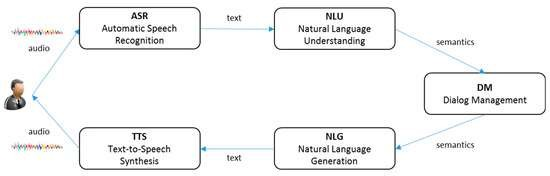 ASR
Automatic Speech
Recognition
text
NLU
Natural Language
Understanding
audio
semantics
DM
Dialog Management
audio
TTS
Text-to-Speech
Synthesis
text
NLG
Natural Language
Generation
semantics